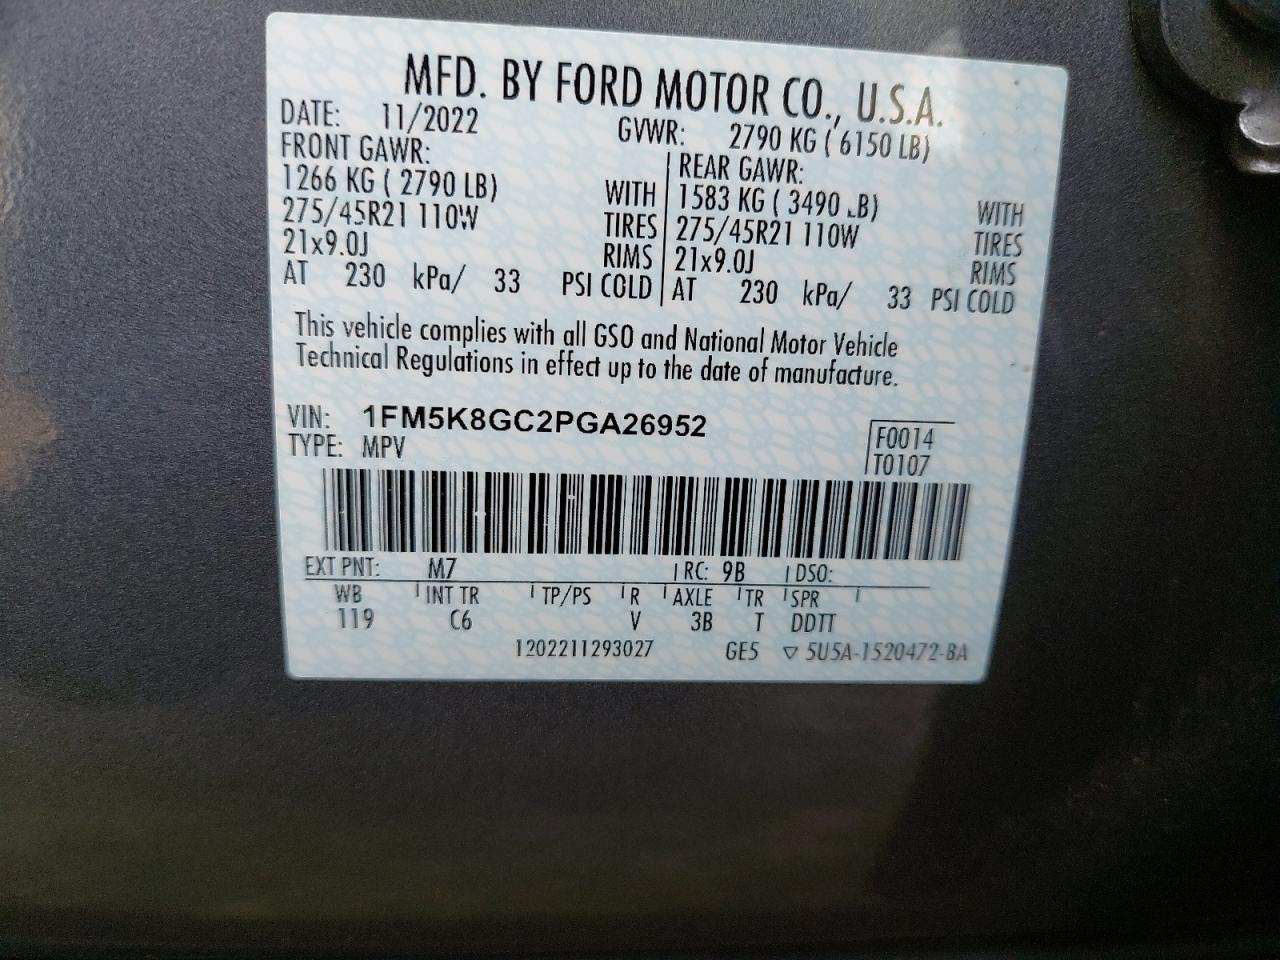 MFD. BY FORD MOTOR CO., U.S.A.
DATE: 11/2022 GVWR: 2790 KG ( 6150 LB)
FRONT GAWR: REAR GAWR:
1266 KG ( 2790 LB) WITH 1583 KG ( 3490 LB) WITH
275/45R21 110W TIRES 275/45R21 110W TIRES
21x9.0J RIMS 21x9.0J RIMS
AT 230 kPa/ 33 PSI COLD AT 230 kPa/ 33 PSI COLD
This vehicle complies with all GSO and National Motor Vehicle
Technical Regulations in effect up to the date of manufacture.
VIN: 1FM5K8GC2PGA26952 F0014
TYPE: MPV T0107
EXT PNT: M7 RC: 9B DSO:
WB INT TR TP/PS R AXLE TR SPR
119 C6 V 3B T DDTT
1202211293027 GE5 ▽ 5U5A-1520472-BA